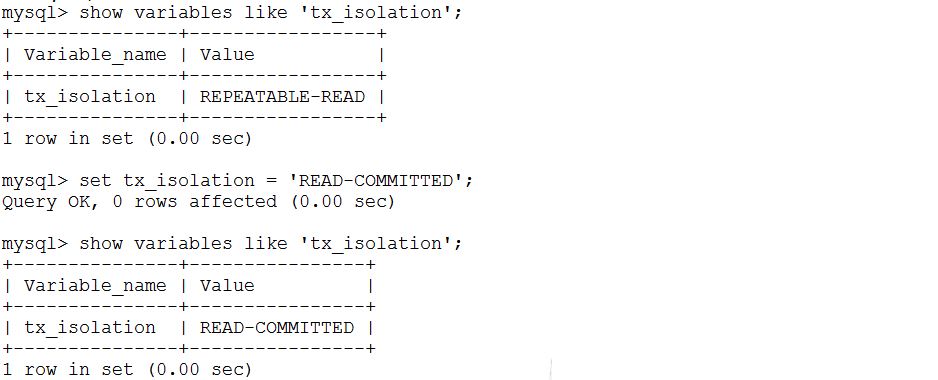 mysql> show variables like 'tx_isolation';
+---------------+-----------------+
| Variable_name | Value           |
+---------------+-----------------+
| tx_isolation  | REPEATABLE-READ |
+---------------+-----------------+
1 row in set (0.00 sec)
mysql> set tx_isolation = 'READ-COMMITTED';
Query OK, 0 rows affected (0.00 sec)
mysql> show variables like 'tx_isolation';
+---------------+----------------+
| Variable_name | Value          |
+---------------+----------------+
| tx_isolation  | READ-COMMITTED |
+---------------+----------------+
1 row in set (0.00 sec)